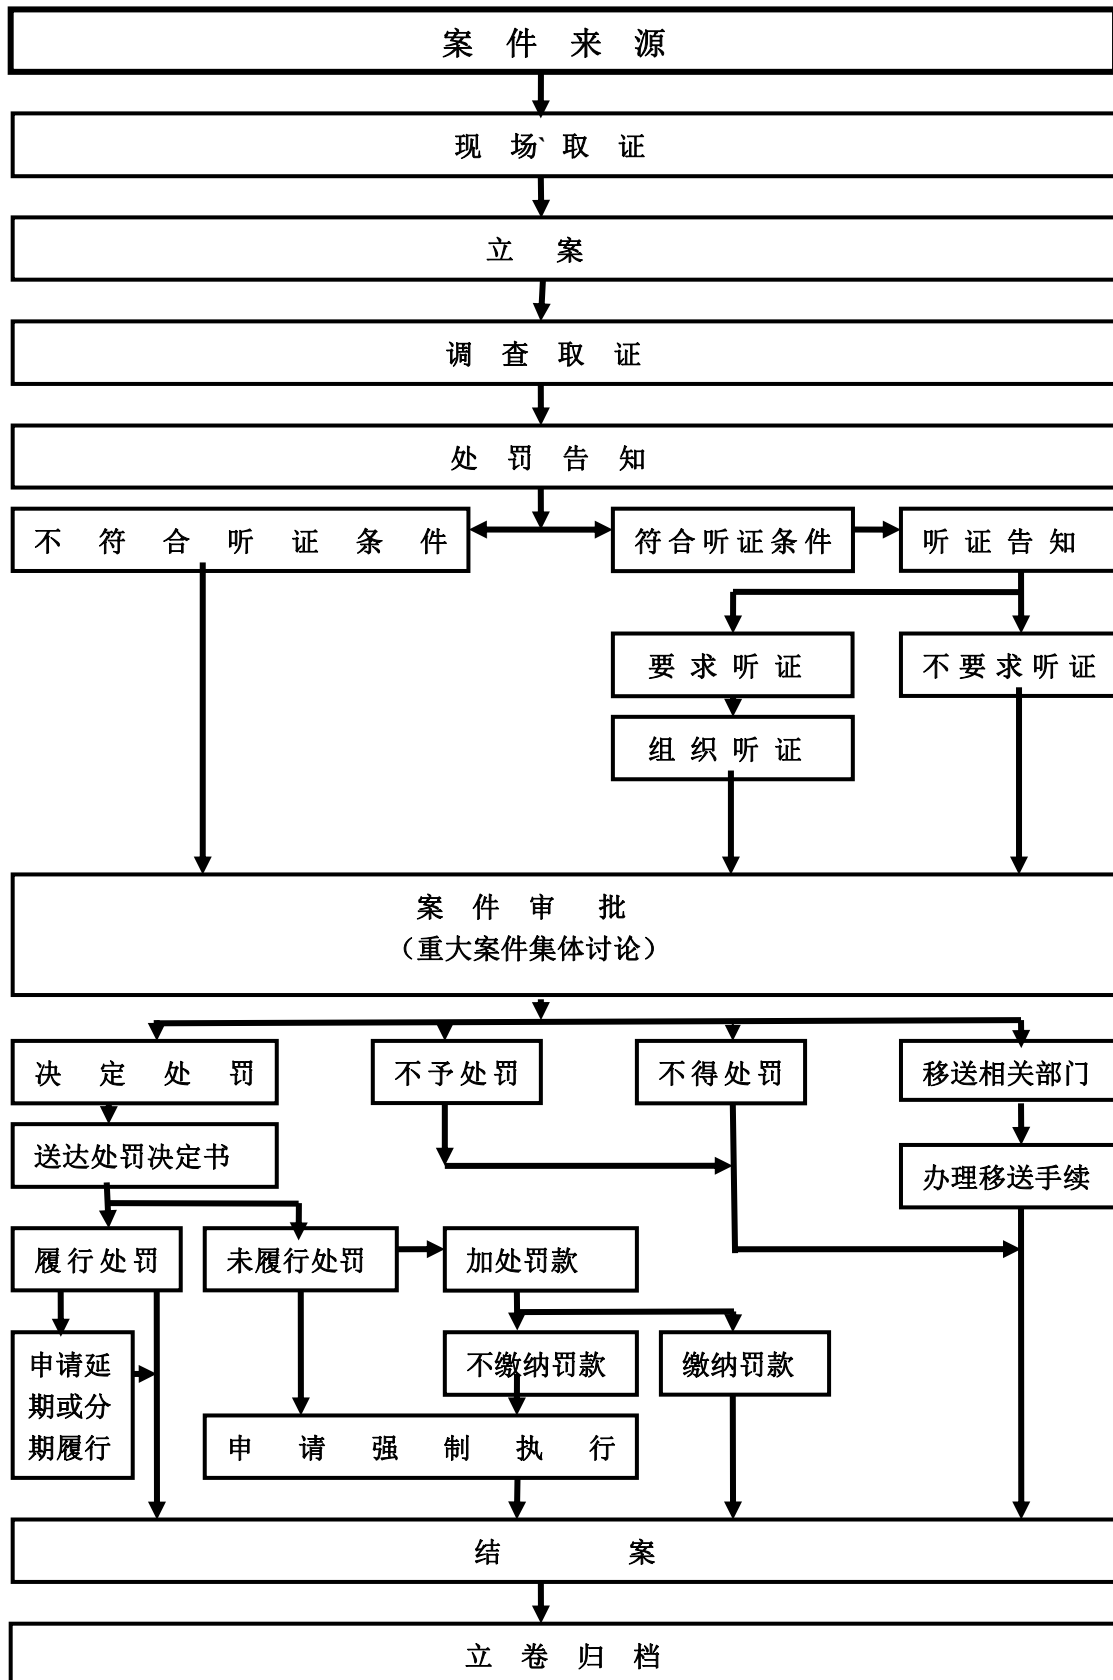 案 件 来 源
现 场 取 证
立 案
调 查 取 证
处 罚 告 知
不 符 合 听 证 条 件
符合听证条件
听 证 告 知
要 求 听 证
不要求听证
组 织 听 证
案 件 审 批
（重大案件集体讨论）
决 定 处 罚
不予处罚
不得处罚
移送相关部门
送达处罚决定书
办理移送手续
履行处罚
未履行处罚
加处罚款
申请延
期或分
期履行
不缴纳罚款
缴纳罚款
申 请 强 制 执 行
结 案
立 卷 归 档